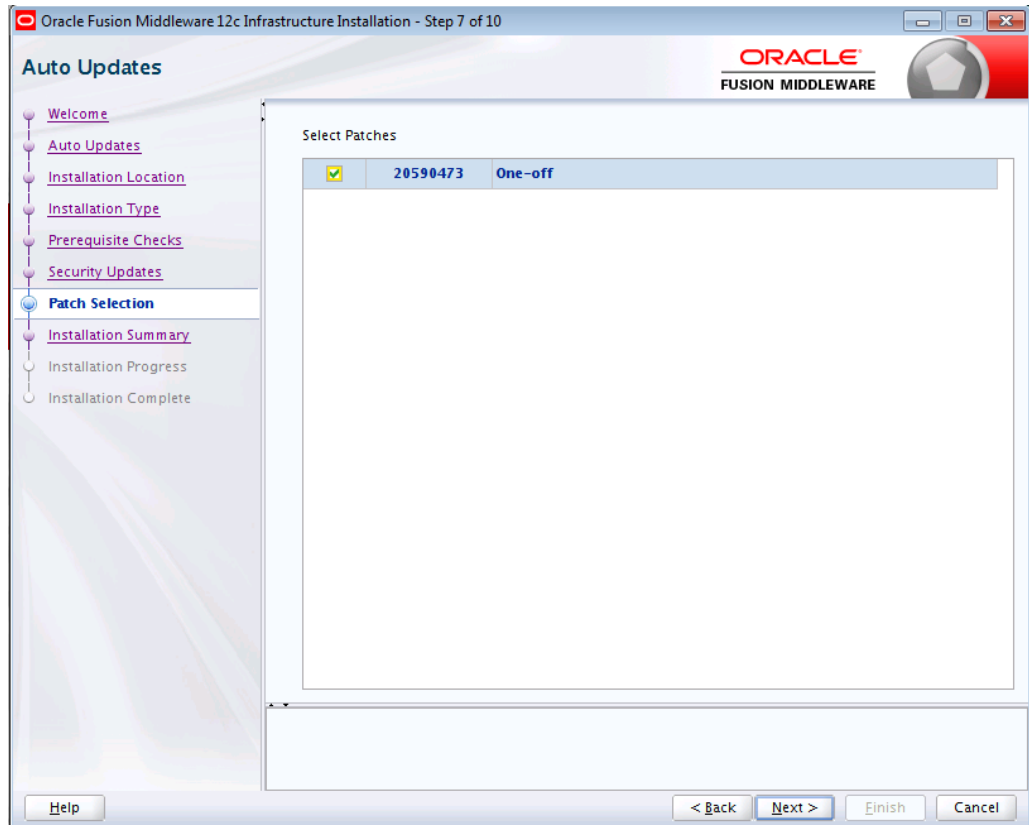 Oracle Fusion Middleware 12c Infrastructure Installation - Step 7 of 10
Auto Updates
ORACLE®
FUSION MIDDLEWARE
Welcome
Auto Updates
Installation Location
Installation Type
Prerequisite Checks
Security Updates
Patch Selection
Installation Summary
Installation Progress
Installation Complete
Select Patches
20590473 One-off
Help
< Back Next > Finish Cancel